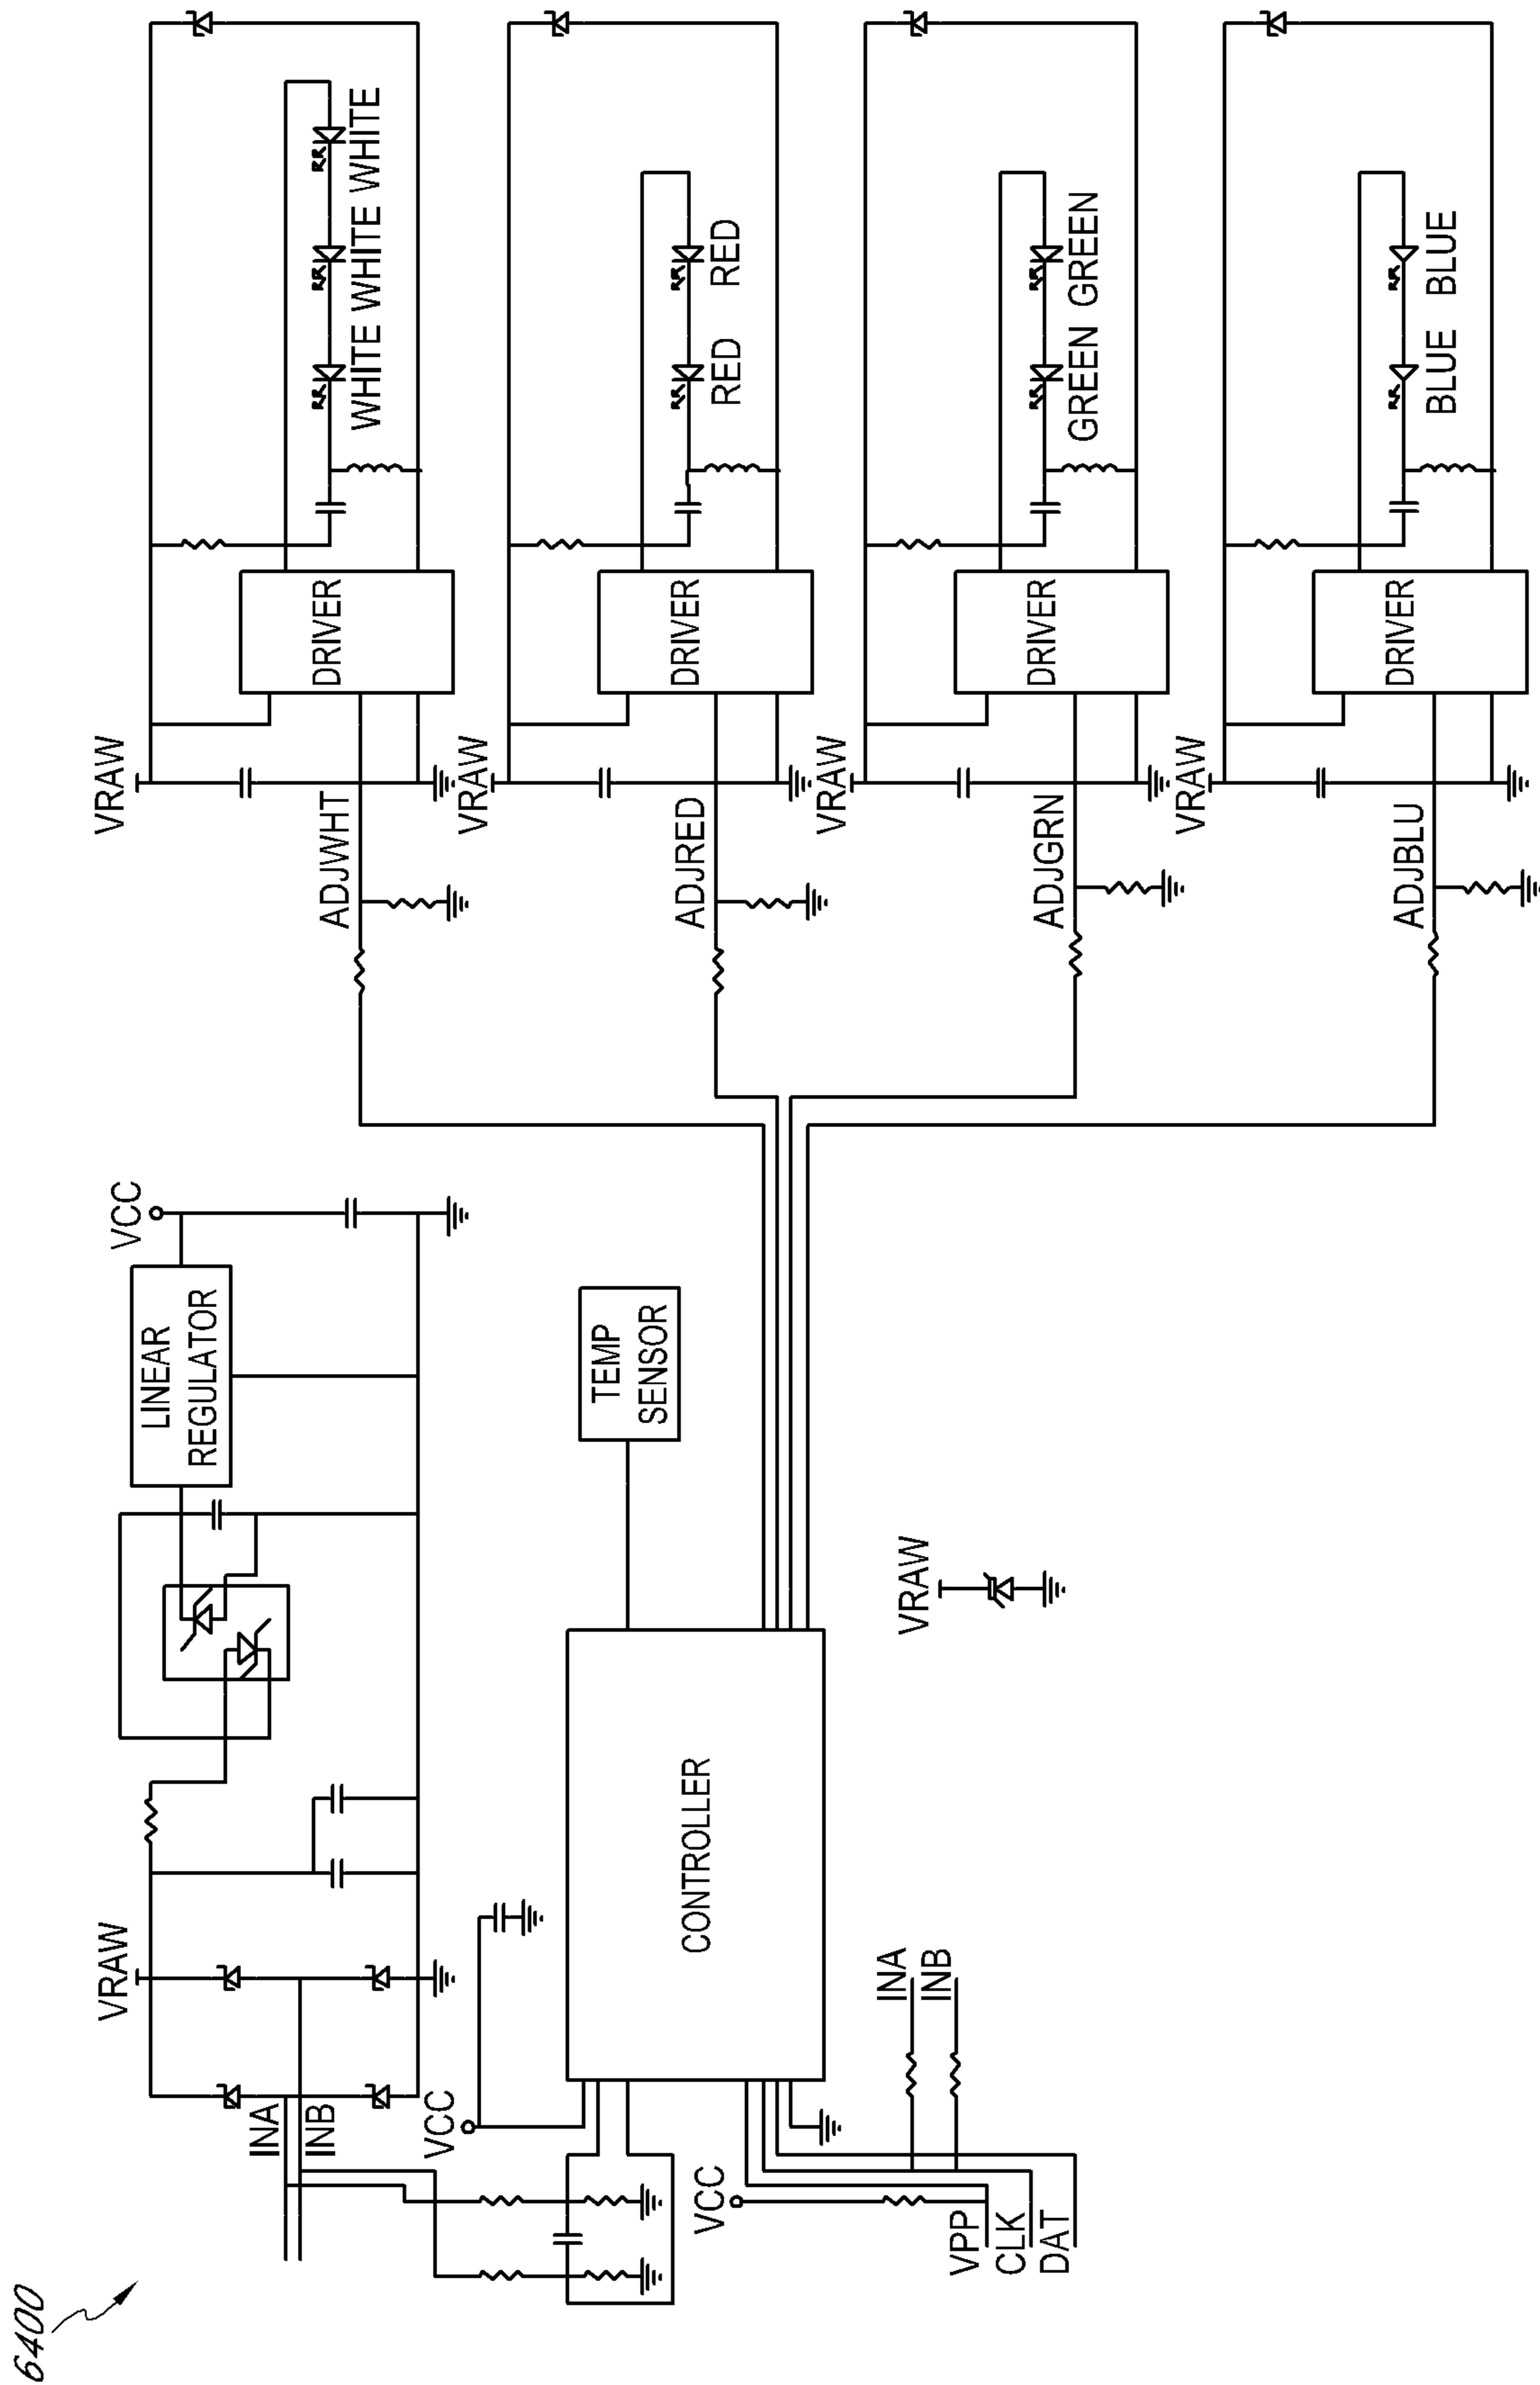 6400
VRAW
INA
INB
LINEAR
REGULATOR
VCC
VCC
CONTROLLER
TEMP
SENSOR
VCC
VPP
CLK
DAT
INA
INB
VRAW
VRAW
ADJWHT
DRIVER
WHITE WHITE WHITE
VRAW
ADJRED
DRIVER
RED RED
VRAW
ADJGRN
DRIVER
GREEN GREEN
VRAW
ADJBLU
DRIVER
BLUE BLUE